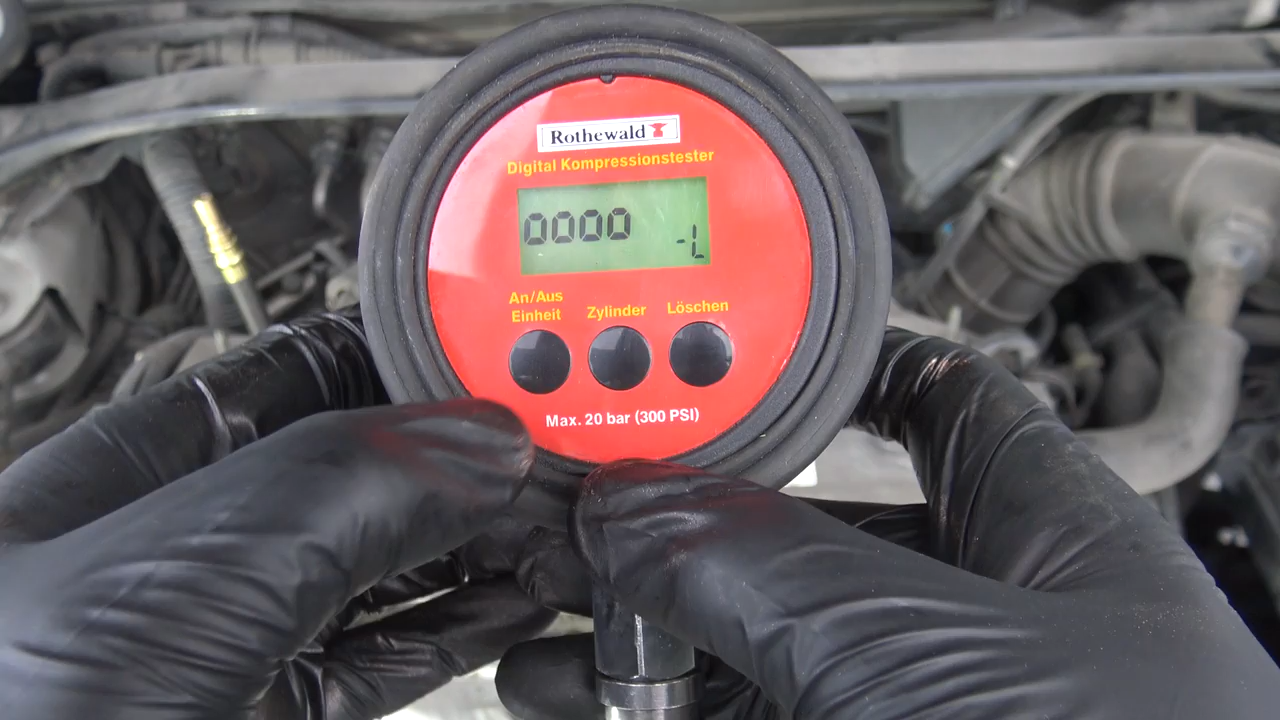 Rothewald
Digital Kompressionstester
0000 -L
An/Aus
Einheit
Zylinder
Löschen
Max. 20 bar (300 PSI)